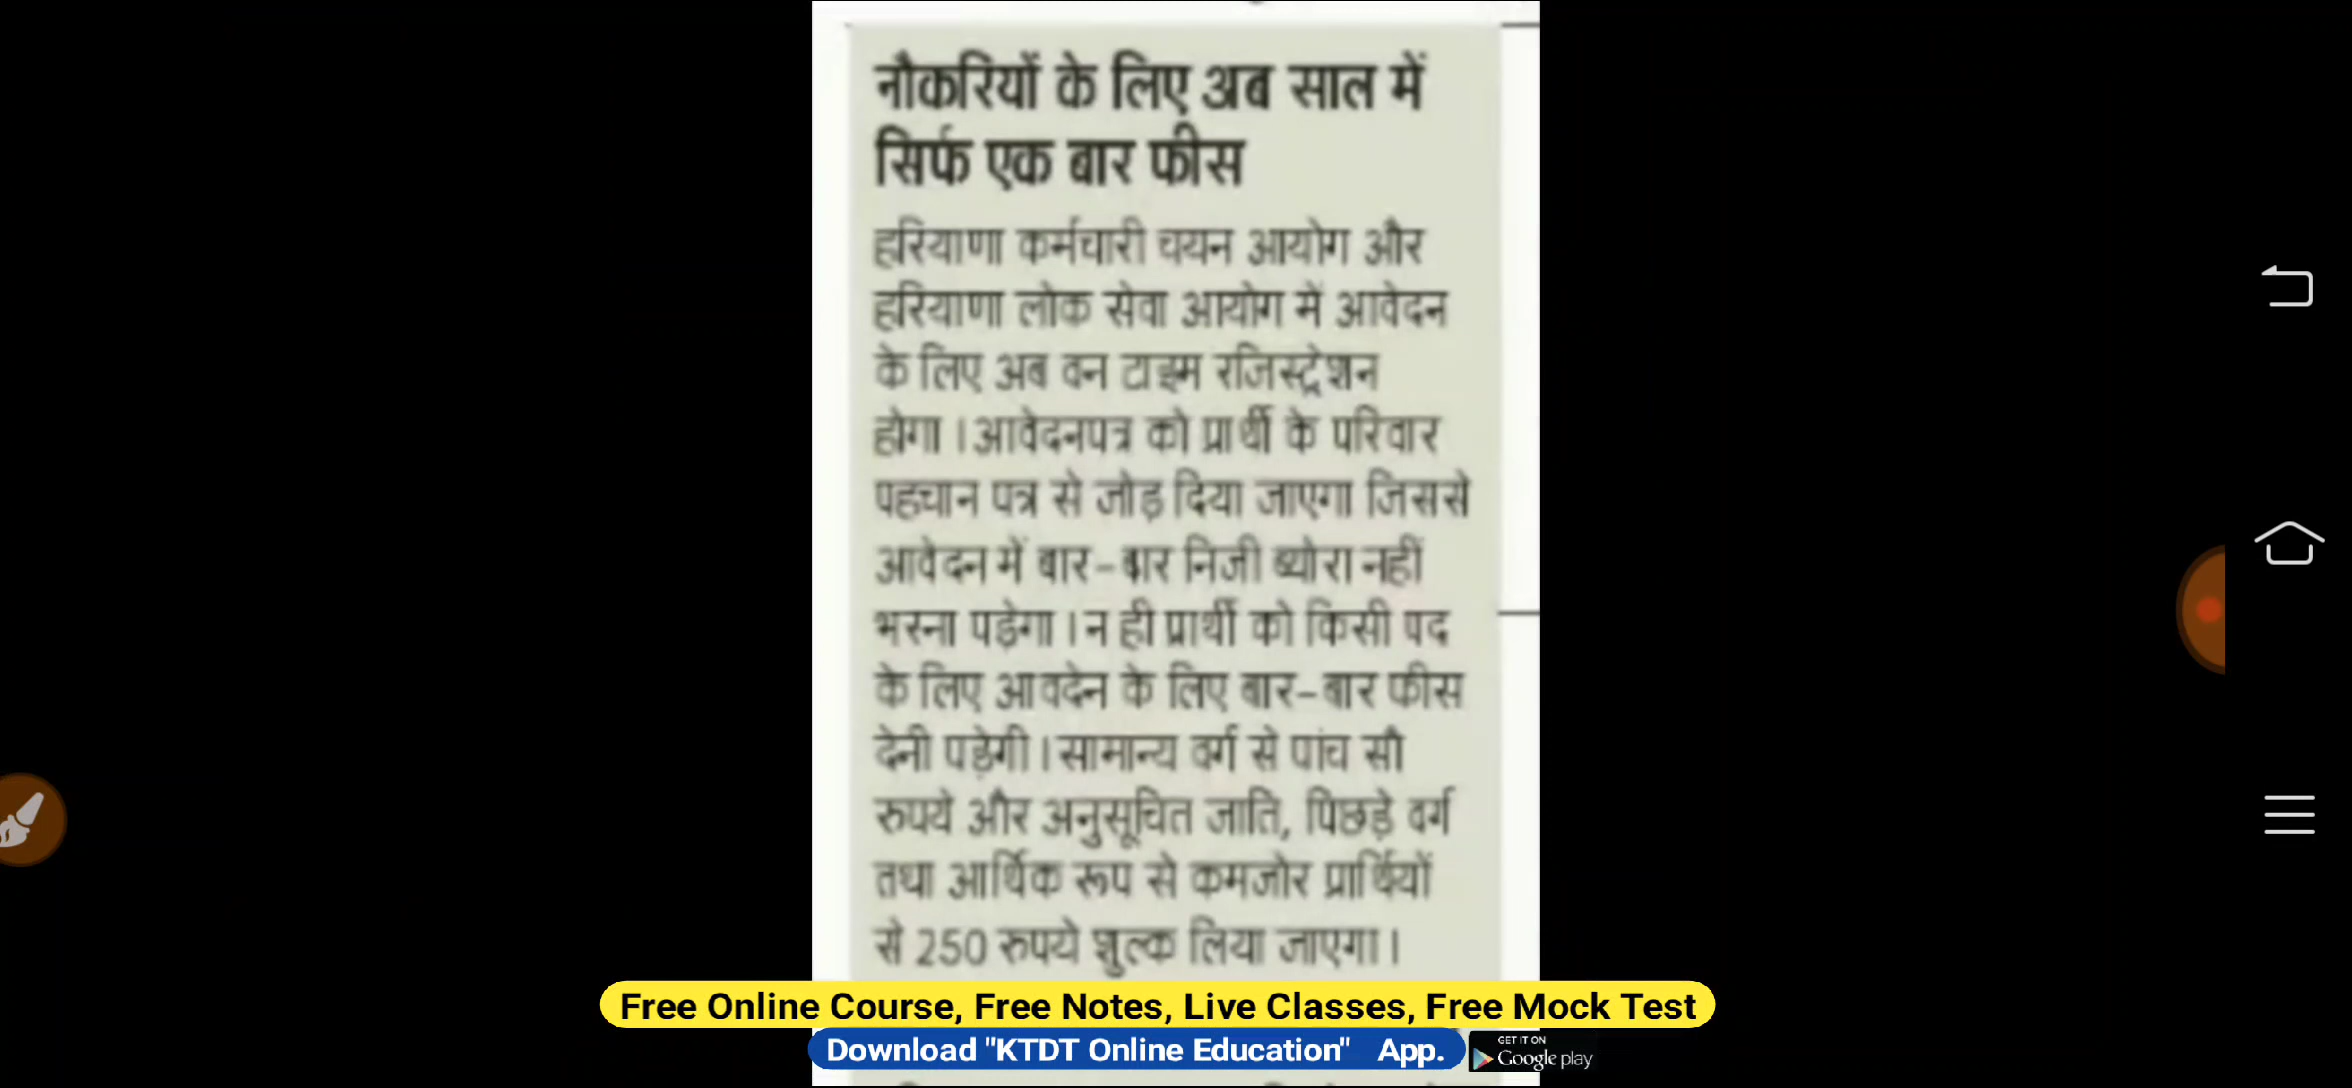 नौकरियों के लिए अब साल में
सिर्फ एक बार फीस
हरियाणा कर्मचारी चयन आयोग और
हरियाणा लोक सेवा आयोग में आवेदन
के लिए अब वन टाइम रजिस्ट्रेशन
होगा । आवेदनपत्र को प्रार्थी के परिवार
पहचान पत्र से जोड़ दिया जाएगा जिससे
आवेदन में बार-बार निजी ब्योरा नहीं
भरना पड़ेगा । न ही प्रार्थी को किसी पद
के लिए आवदेन के लिए बार-बार फीस
देनी पड़ेगी । सामान्य वर्ग से पांच सौ
रुपये और अनुसूचित जाति, पिछड़े वर्ग
तथा आर्थिक रूप से कमजोर प्रार्थियों
से 250 रुपये शुल्क लिया जाएगा ।
Free Online Course, Free Notes, Live Classes, Free Mock Test
Download "KTDT Online Education" App.
GET IT ON
Google play